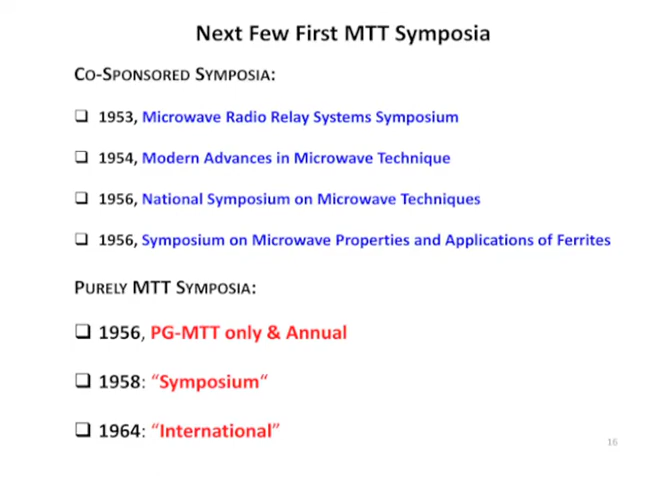 Next Few First MTT Symposia
CO-SPONSORED SYMPOSIA:
❑ 1953, Microwave Radio Relay Systems Symposium
❑ 1954, Modern Advances in Microwave Technique
❑ 1956, National Symposium on Microwave Techniques
❑ 1956, Symposium on Microwave Properties and Applications of Ferrites
PURELY MTT SYMPOSIA:
❑ 1956, PG-MTT only & Annual
❑ 1958: “Symposium“
❑ 1964: “International”
16